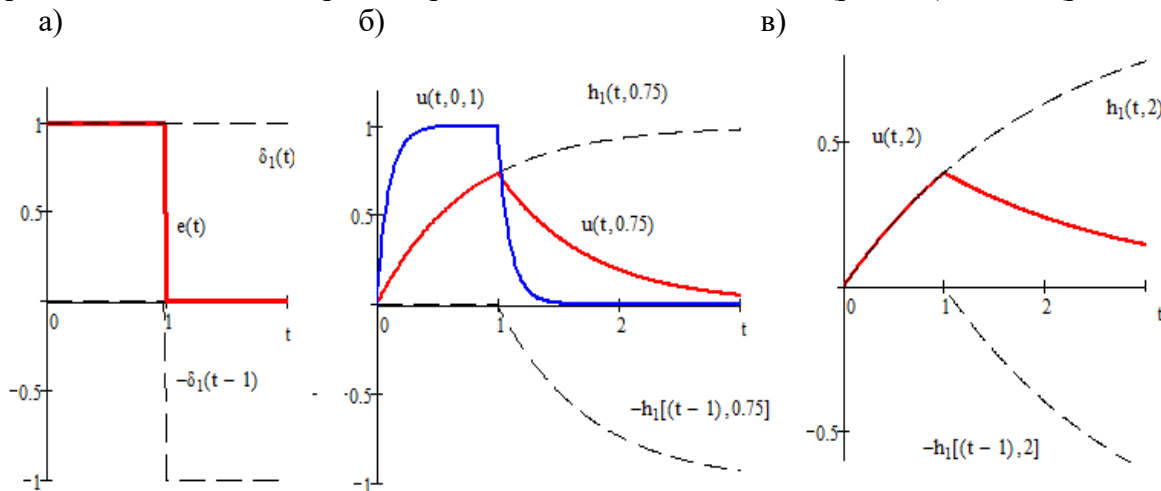 а)
б)
в)
1
0.5
0
-0.5
-1
1
t
δ₁(t)
e(t)
-δ₁(t - 1)
u(t, 0, 1)
h₁(t, 0.75)
1
0.5
0
1
2
t
-0.5
-1
u(t, 0.75)
-h₁[(t - 1), 0.75]
h₁(t, 2)
u(t, 2)
0.5
0
1
2
t
-0.5
-h₁[(t - 1), 2]